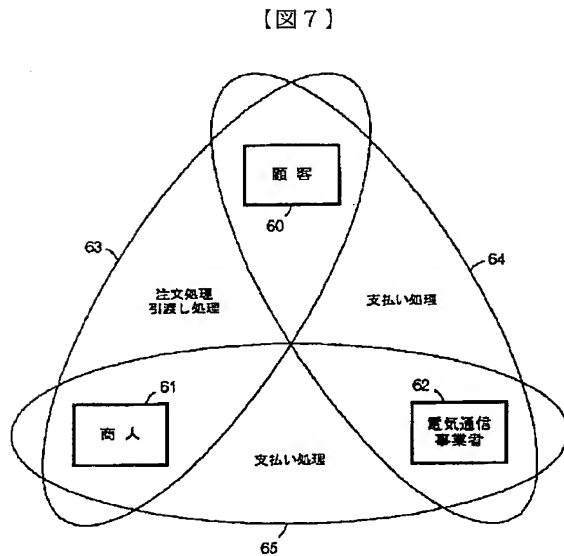 【図7】
顧客
60
63
64
注文処理
引渡し処理
支払い処理
61
62
商人
電気通信
事業者
支払い処理
65